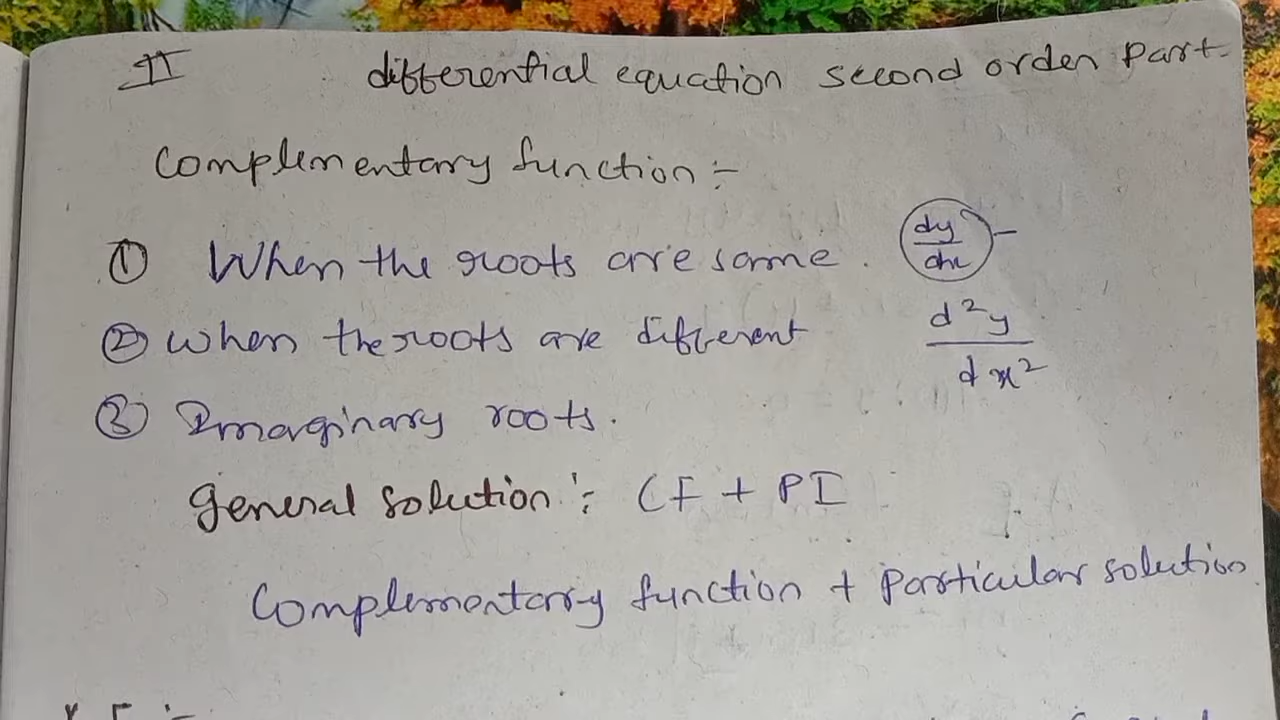 II differential equation second orden Part-
Complementary function :-
① When the roots are same. dy/dx -
② when the roots are different d²y/dx²
③ Imaginary roots.
general solution : CF + PI
Complementary function + Particular solution